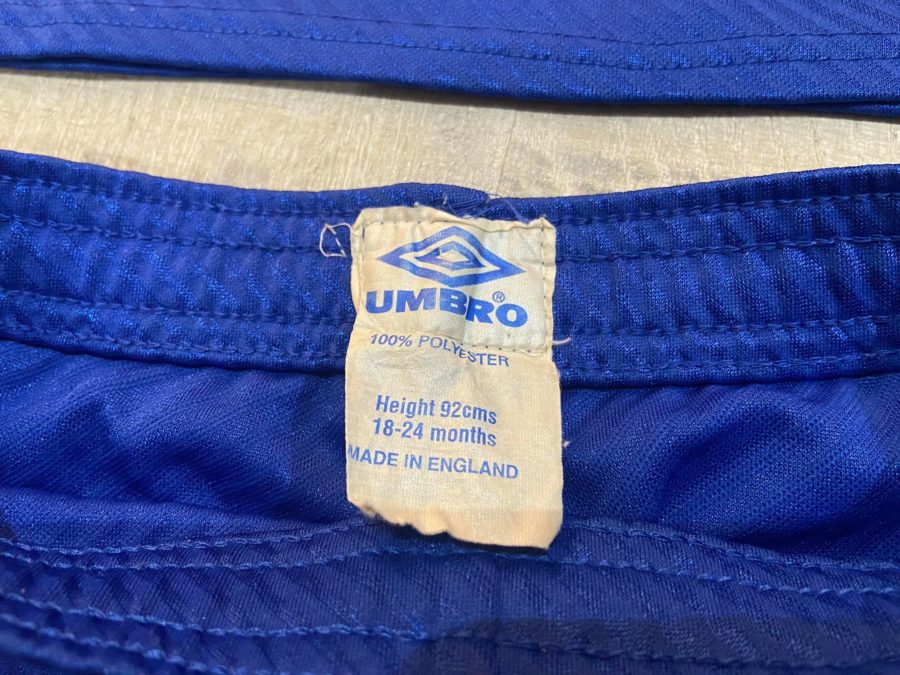 UMBRO®
100% POLYESTER
Height 92cms
18-24 months
MADE IN ENGLAND